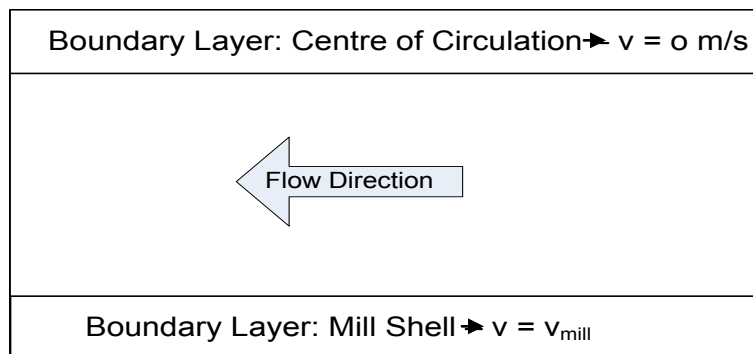 Boundary Layer: Centre of Circulation → v = o m/s
Flow Direction
Boundary Layer: Mill Shell → v = vmill